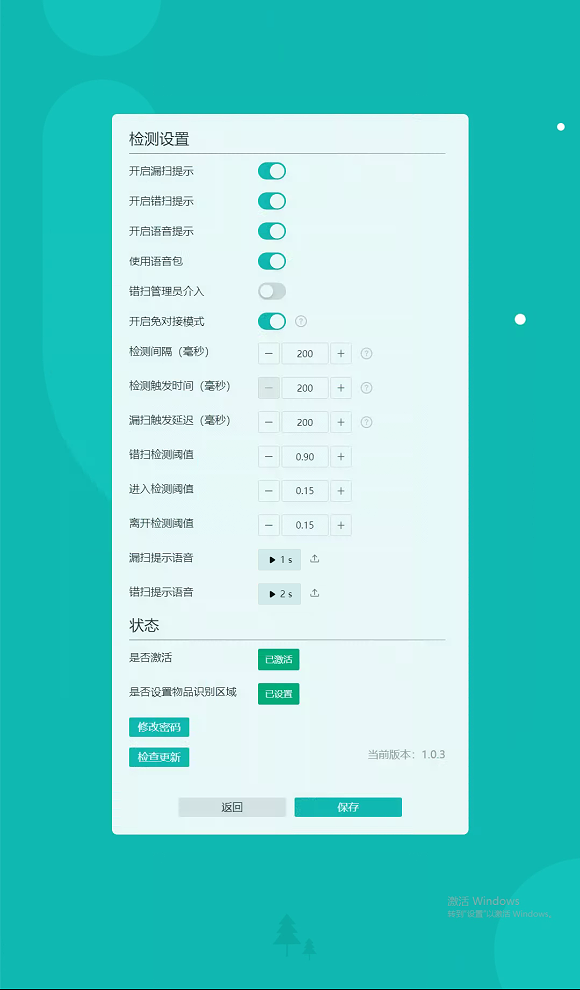 检测设置
开启漏扫提示
开启错扫提示
开启语音提示
使用语音包
错扫管理员介入
开启免对接模式 ?
检测间隔（毫秒） − 200 + ?
检测触发时间（毫秒） − 200 + ?
漏扫触发延迟（毫秒） − 200 + ?
错扫检测阈值 − 0.90 +
进入检测阈值 − 0.15 +
离开检测阈值 − 0.15 +
漏扫提示语音 1 s
错扫提示语音 2 s
状态
是否激活 已激活
是否设置物品识别区域 已设置
修改密码
检查更新 当前版本：1.0.3
返回 保存
激活 Windows
转到"设置"以激活 Windows。